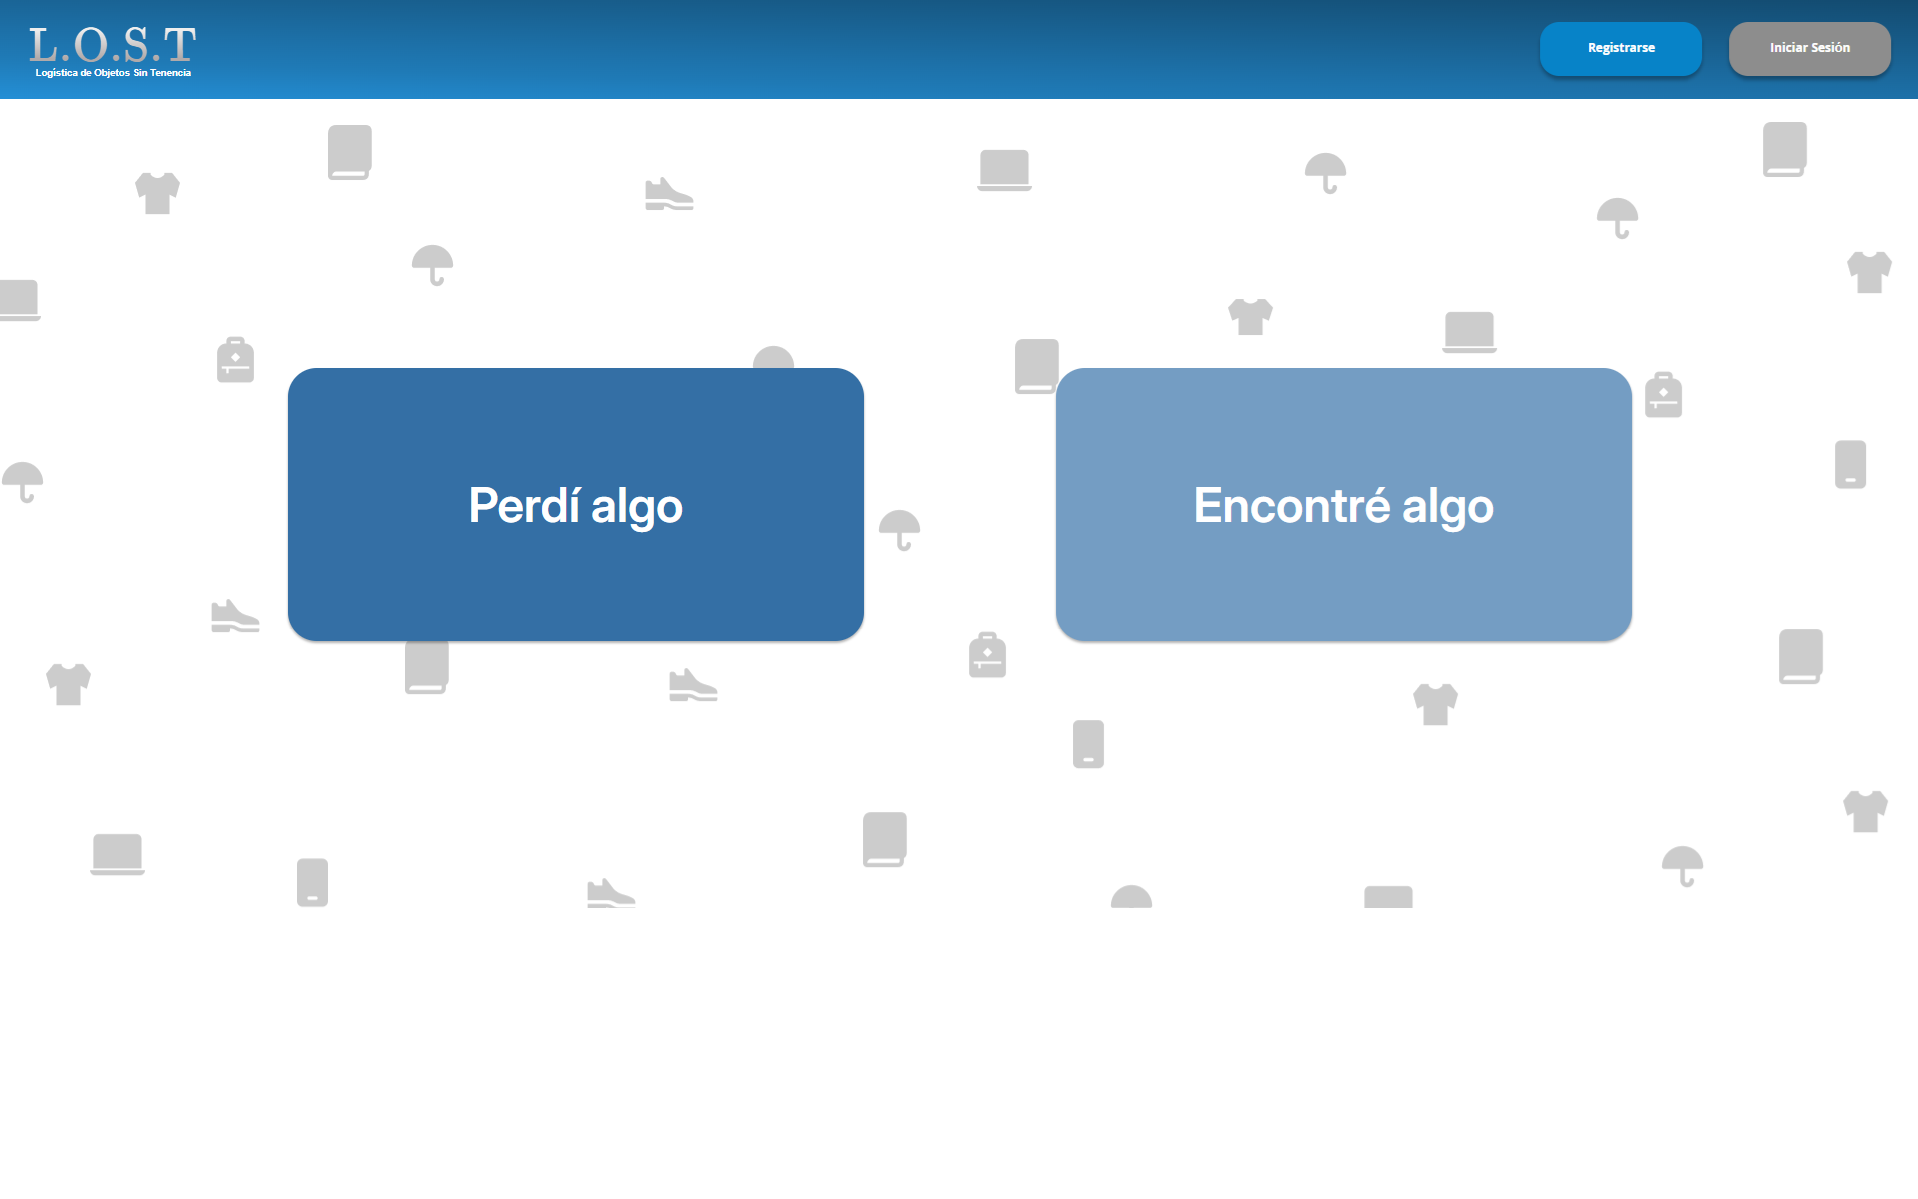 L.O.S.T
Logística de Objetos Sin Tenencia
Registrarse
Iniciar Sesión
Perdí algo
Encontré algo